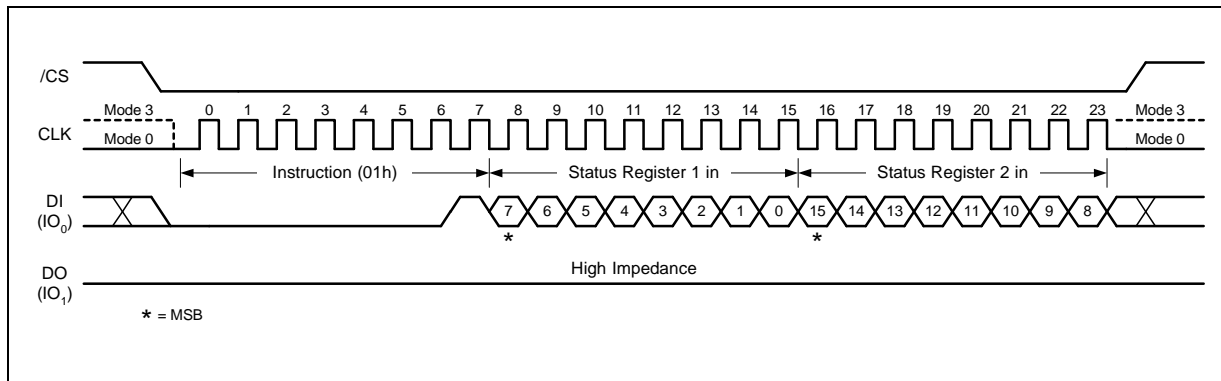 /CS
Mode 3 0 1 2 3 4 5 6 7 8 9 10 11 12 13 14 15 16 17 18 19 20 21 22 23 Mode 3
CLK Mode 0 Mode 0
Instruction (01h) Status Register 1 in Status Register 2 in
DI
(IO0) 7 6 5 4 3 2 1 0 15 14 13 12 11 10 9 8
* *
High Impedance
DO
(IO1)
* = MSB